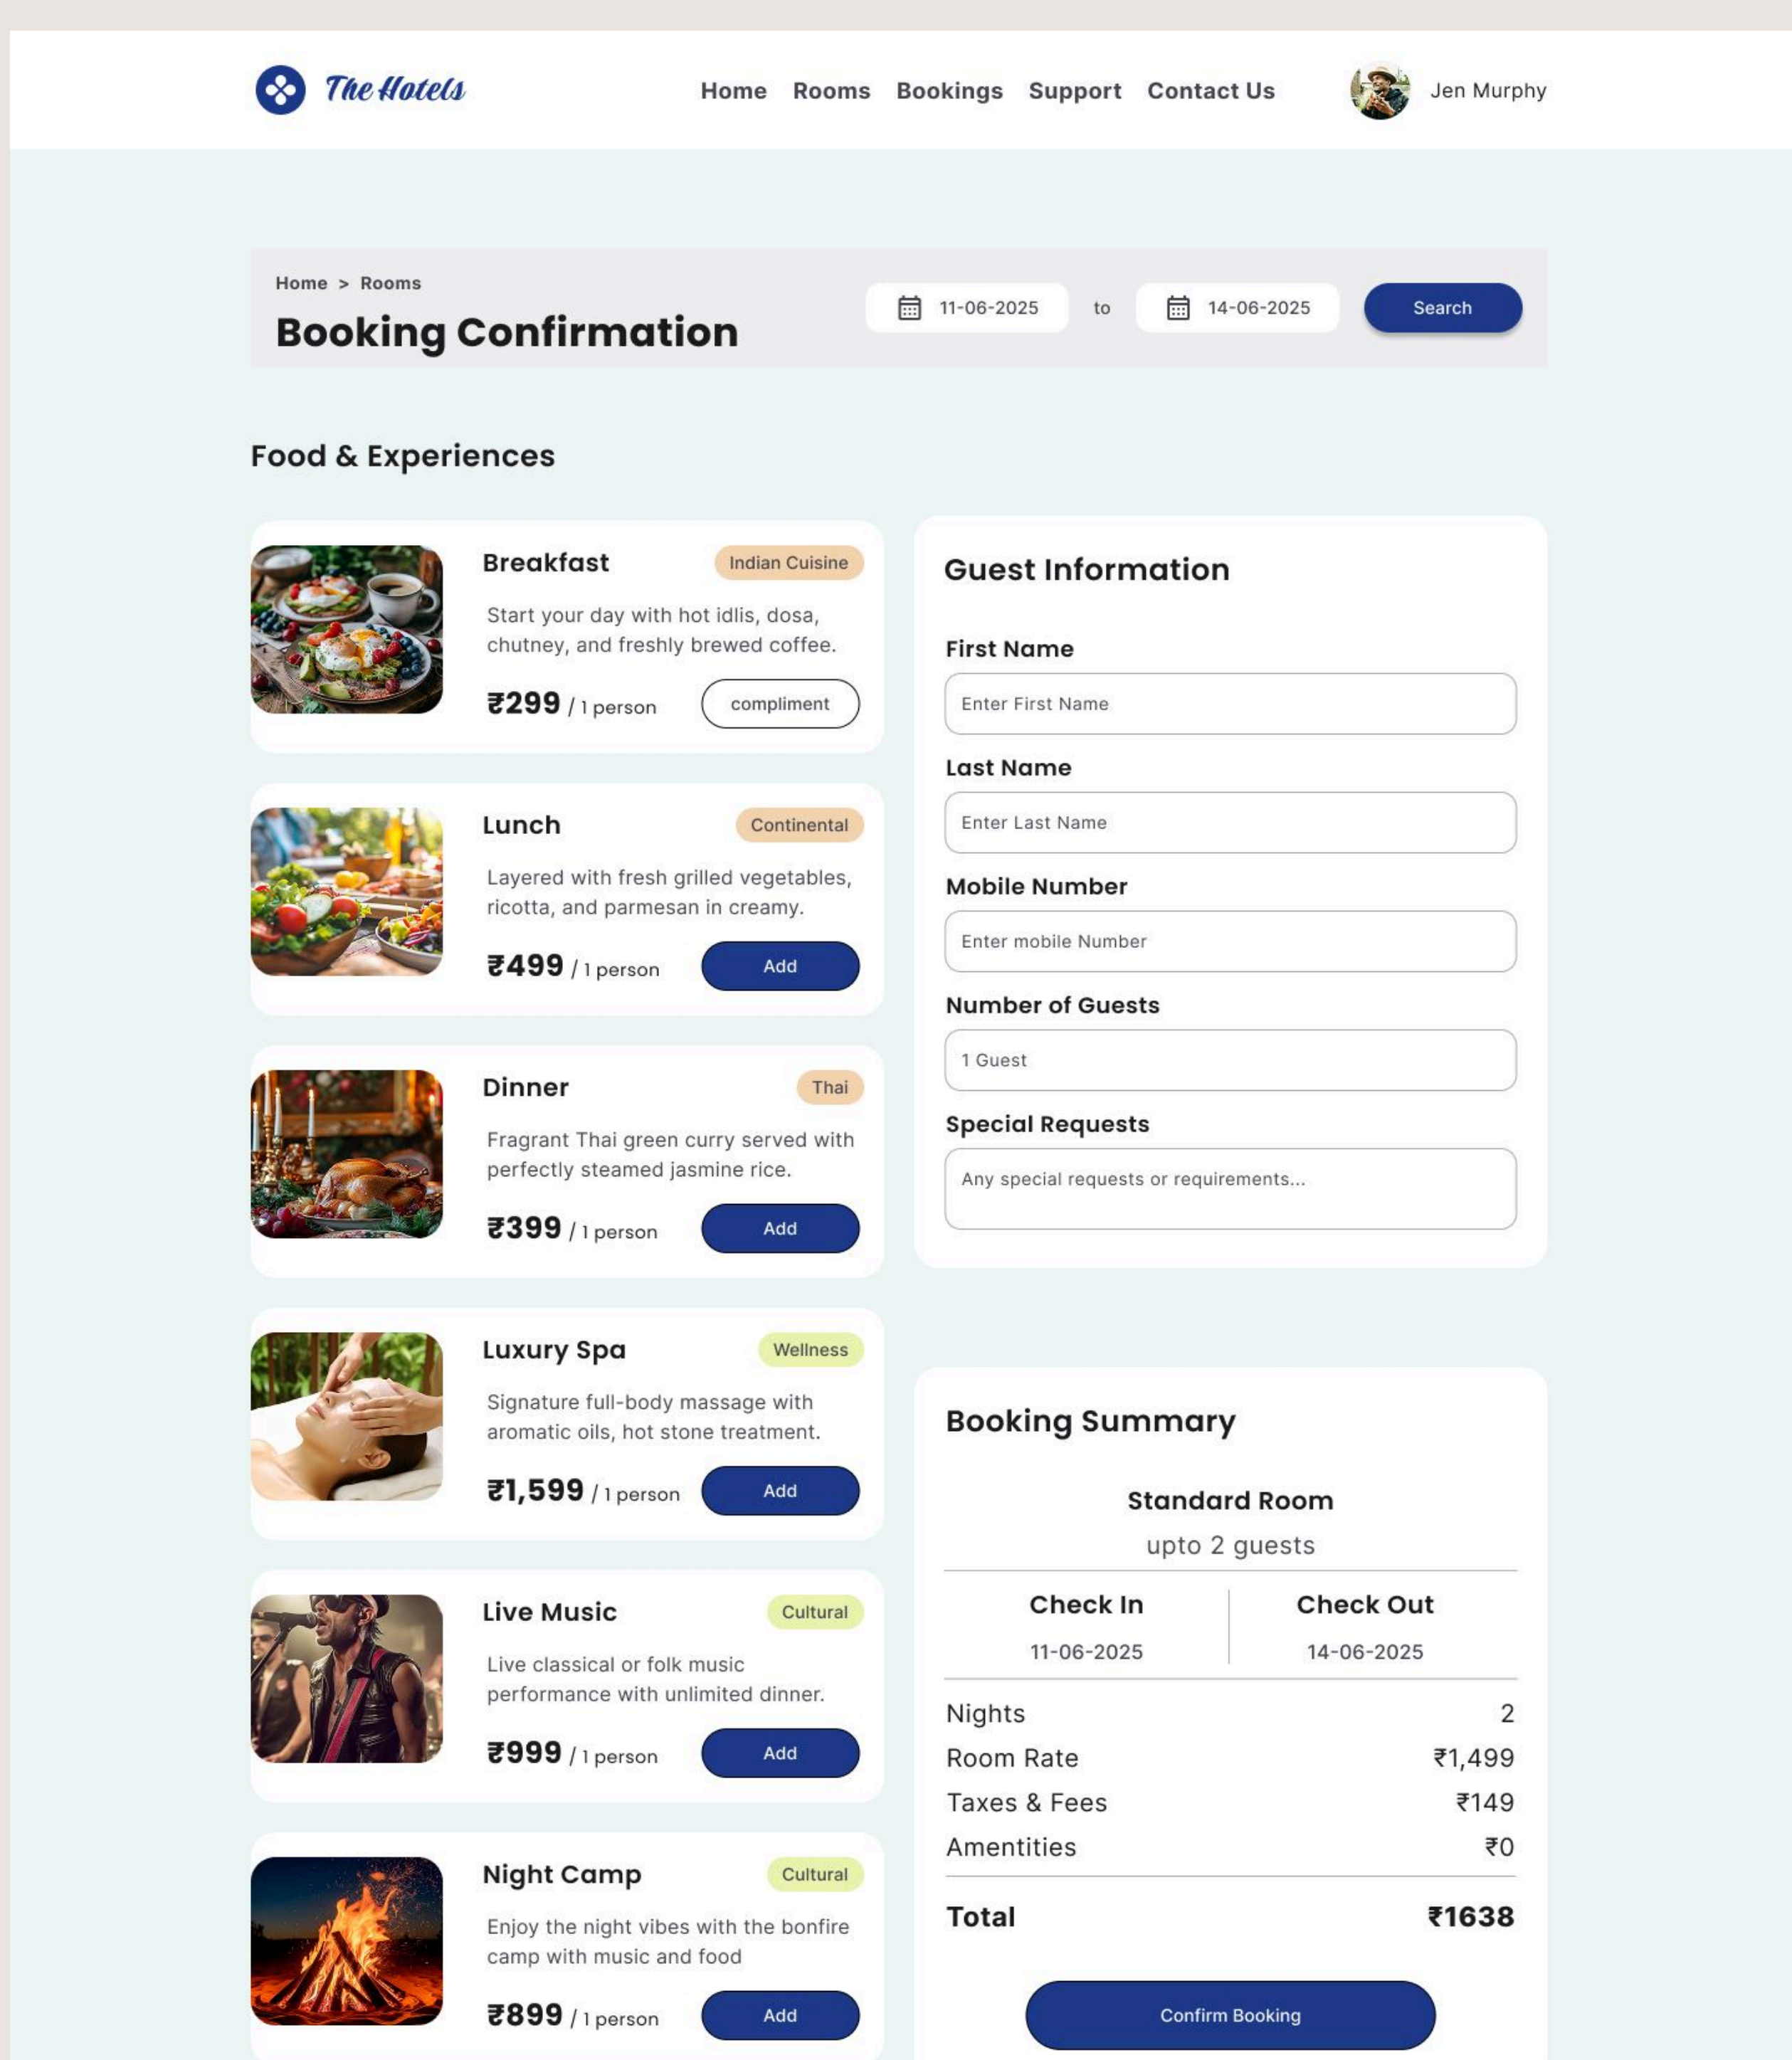 The Hotels
Home Rooms Bookings Support Contact Us
Jen Murphy
Home > Rooms
Booking Confirmation
11-06-2025 to 14-06-2025 Search
Food & Experiences
Breakfast
Indian Cuisine
Start your day with hot idlis, dosa,
chutney, and freshly brewed coffee.
₹299 / 1 person
compliment
Lunch
Continental
Layered with fresh grilled vegetables,
ricotta, and parmesan in creamy.
₹499 / 1 person
Add
Dinner
Thai
Fragrant Thai green curry served with
perfectly steamed jasmine rice.
₹399 / 1 person
Add
Luxury Spa
Wellness
Signature full-body massage with
aromatic oils, hot stone treatment.
₹1,599 / 1 person
Add
Live Music
Cultural
Live classical or folk music
performance with unlimited dinner.
₹999 / 1 person
Add
Night Camp
Cultural
Enjoy the night vibes with the bonfire
camp with music and food
₹899 / 1 person
Add
Guest Information
First Name
Enter First Name
Last Name
Enter Last Name
Mobile Number
Enter mobile Number
Number of Guests
1 Guest
Special Requests
Any special requests or requirements...
Booking Summary
Standard Room
upto 2 guests
Check In
11-06-2025
Check Out
14-06-2025
Nights 2
Room Rate ₹1,499
Taxes & Fees ₹149
Amentities ₹0
Total ₹1638
Confirm Booking